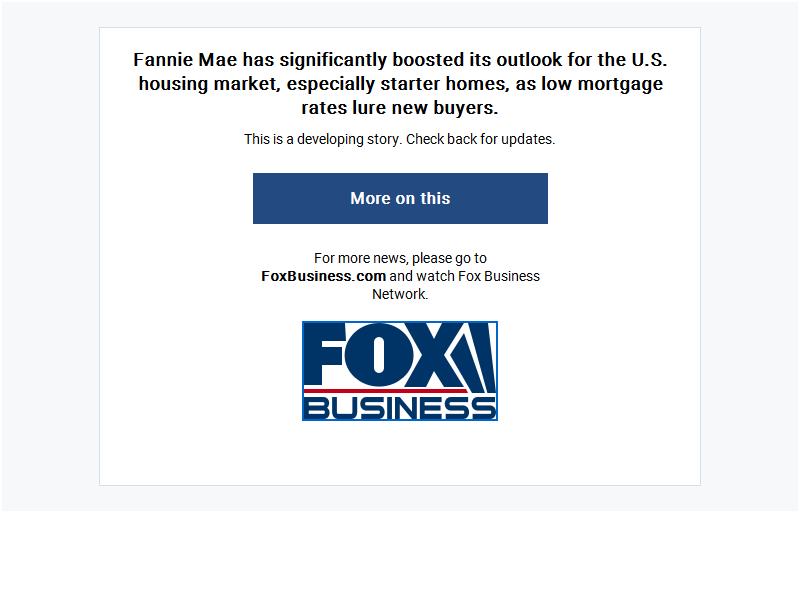 Fannie Mae has significantly boosted its outlook for the U.S.
housing market, especially starter homes, as low mortgage
rates lure new buyers.
This is a developing story. Check back for updates.
More on this
For more news, please go to
FoxBusiness.com and watch Fox Business
Network.
FOX
BUSINESS